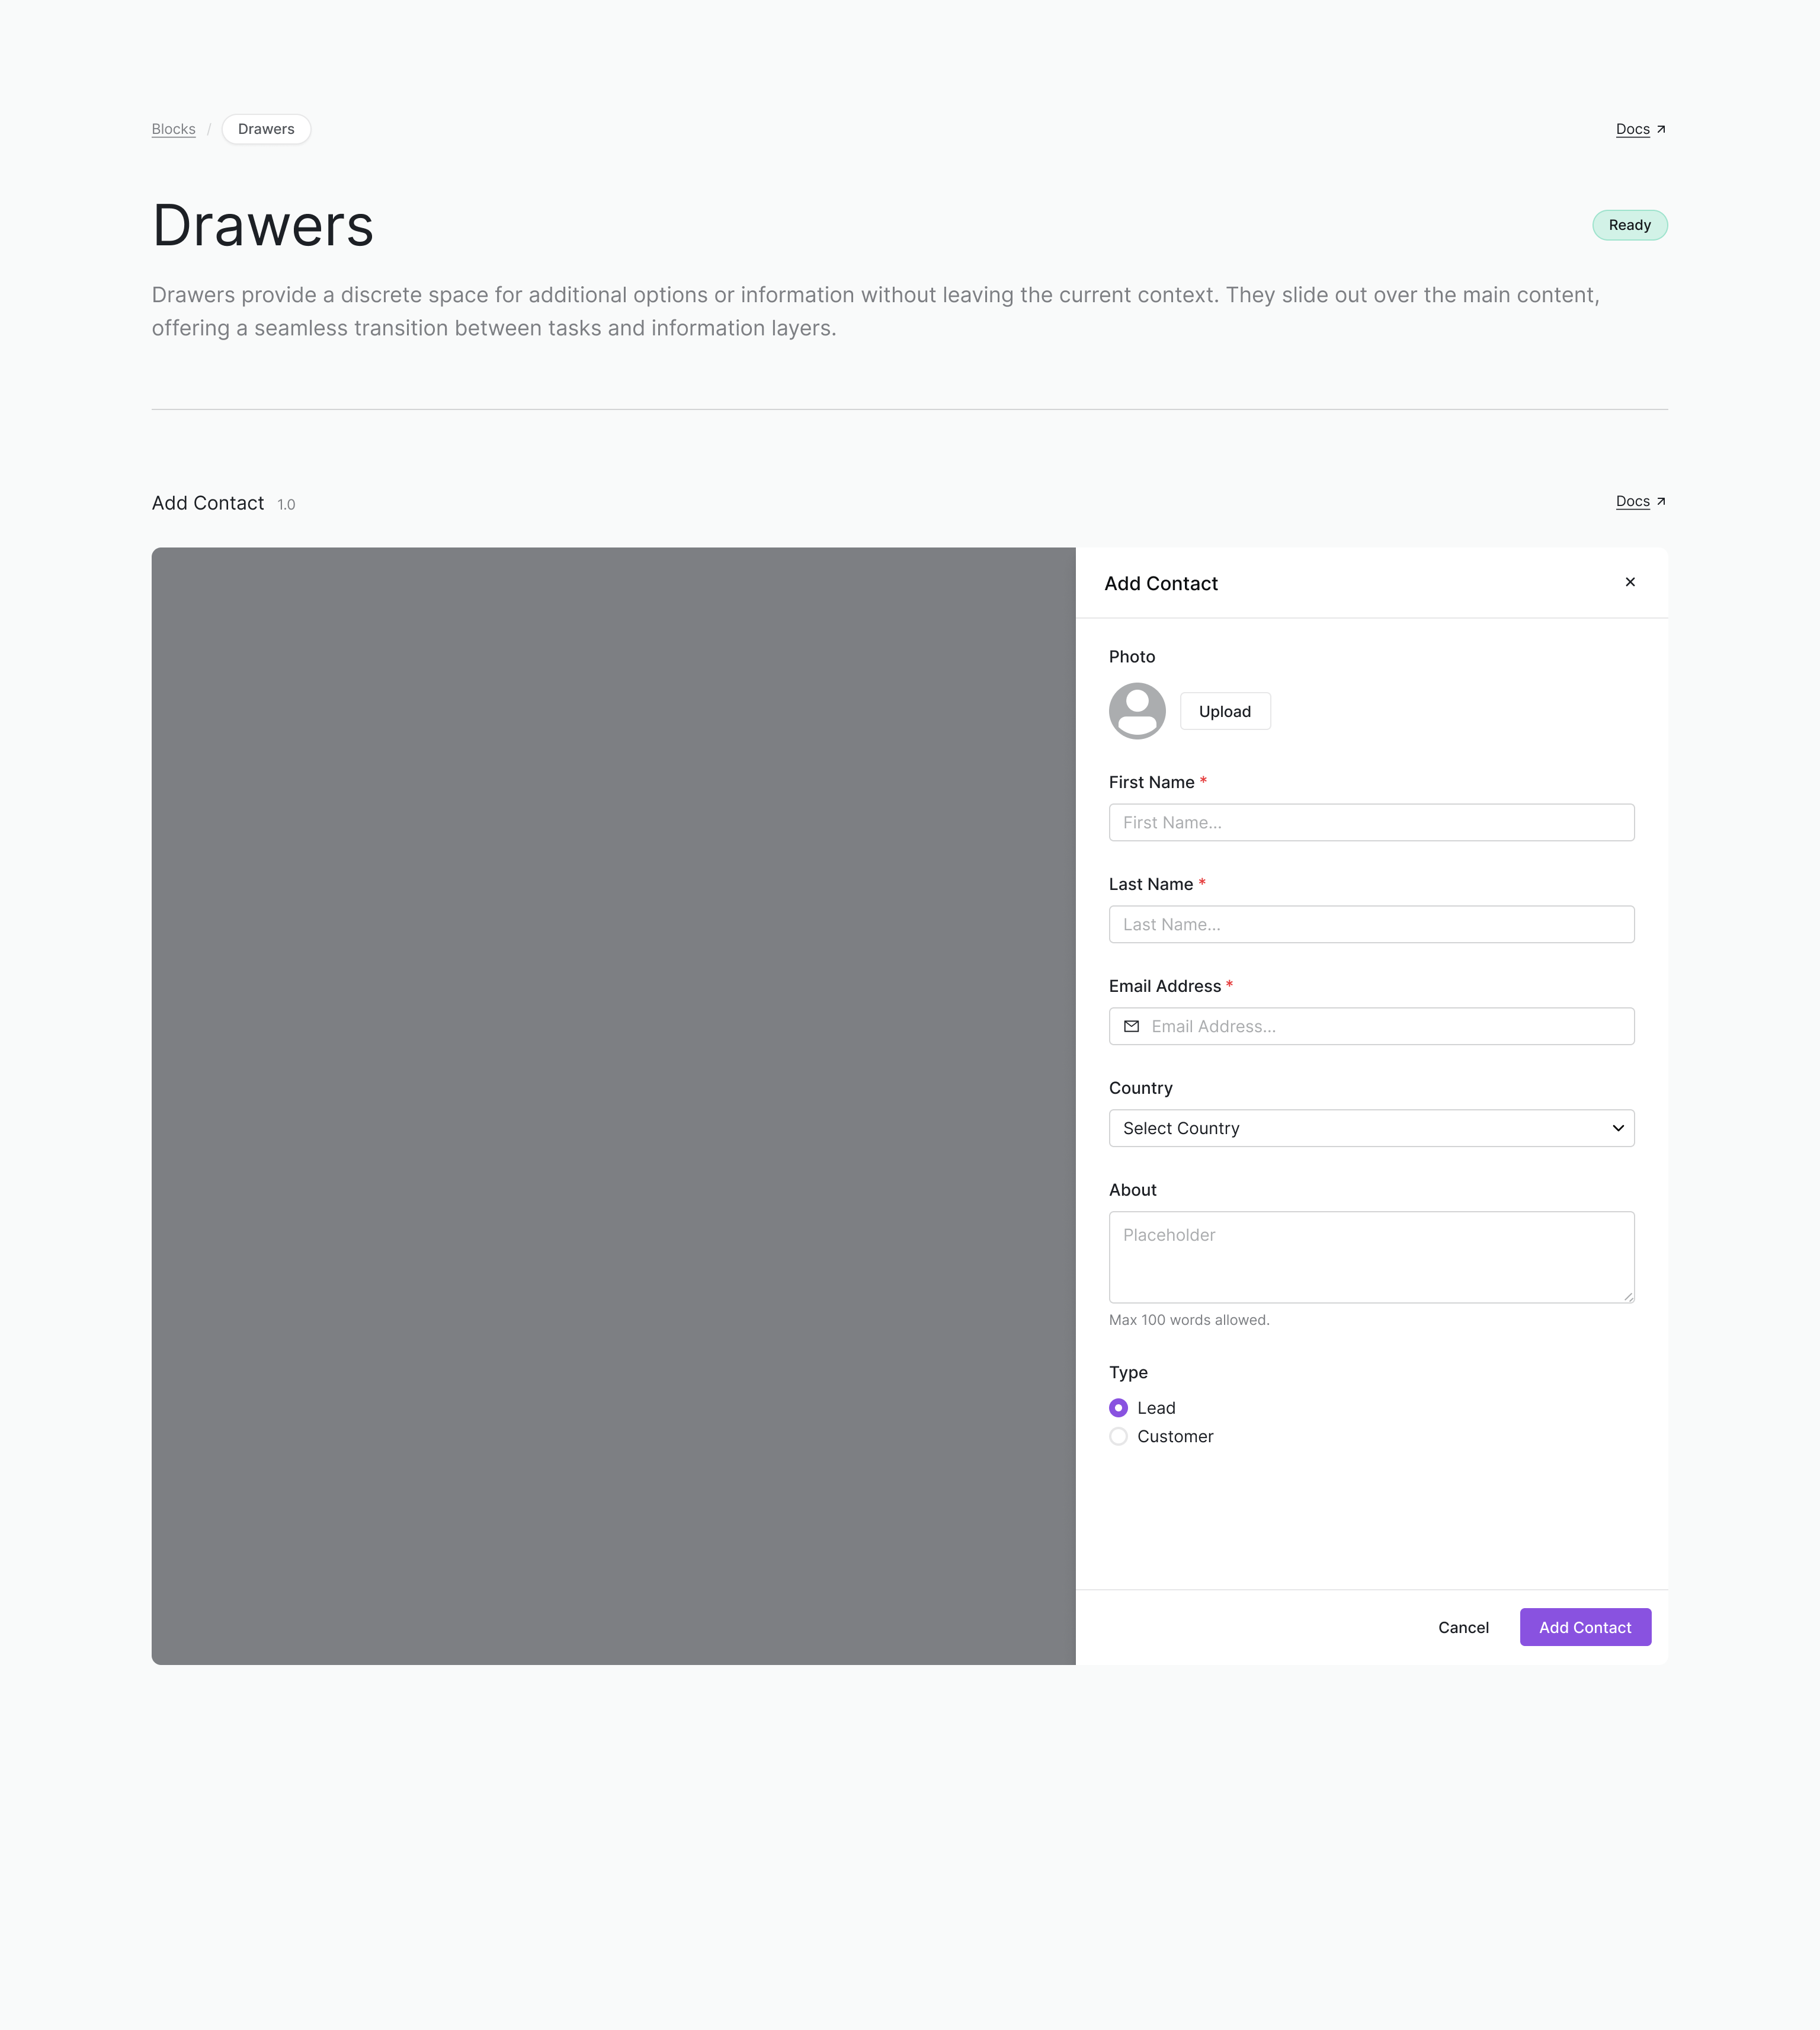 Blocks / Drawers
Docs
Drawers
Ready
Drawers provide a discrete space for additional options or information without leaving the current context. They slide out over the main content,
offering a seamless transition between tasks and information layers.
Add Contact 1.0
Docs
Add Contact
Photo
Upload
First Name *
First Name...
Last Name *
Last Name...
Email Address *
Email Address...
Country
Select Country
About
Placeholder
Max 100 words allowed.
Type
Lead
Customer
Cancel
Add Contact